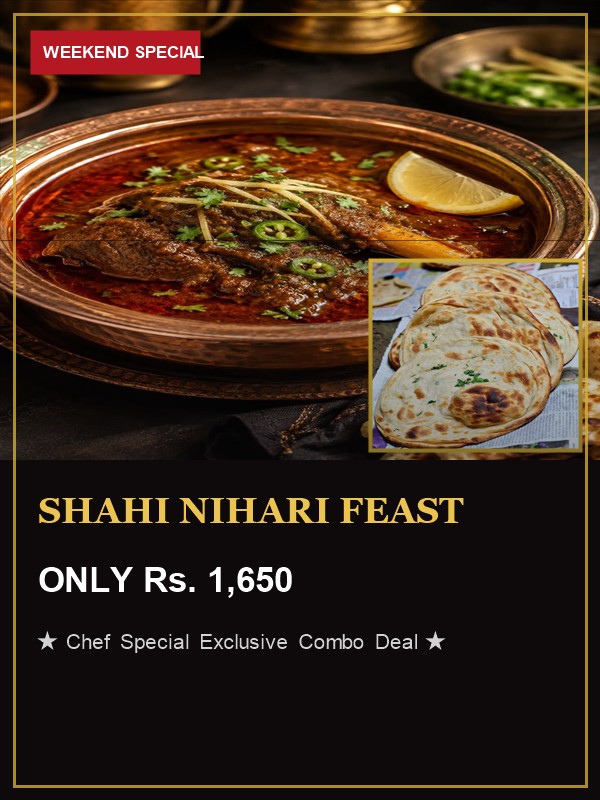 WEEKEND SPECIAL
SHAHI NIHARI FEAST
ONLY Rs. 1,650
★ Chef Special Exclusive Combo Deal ★